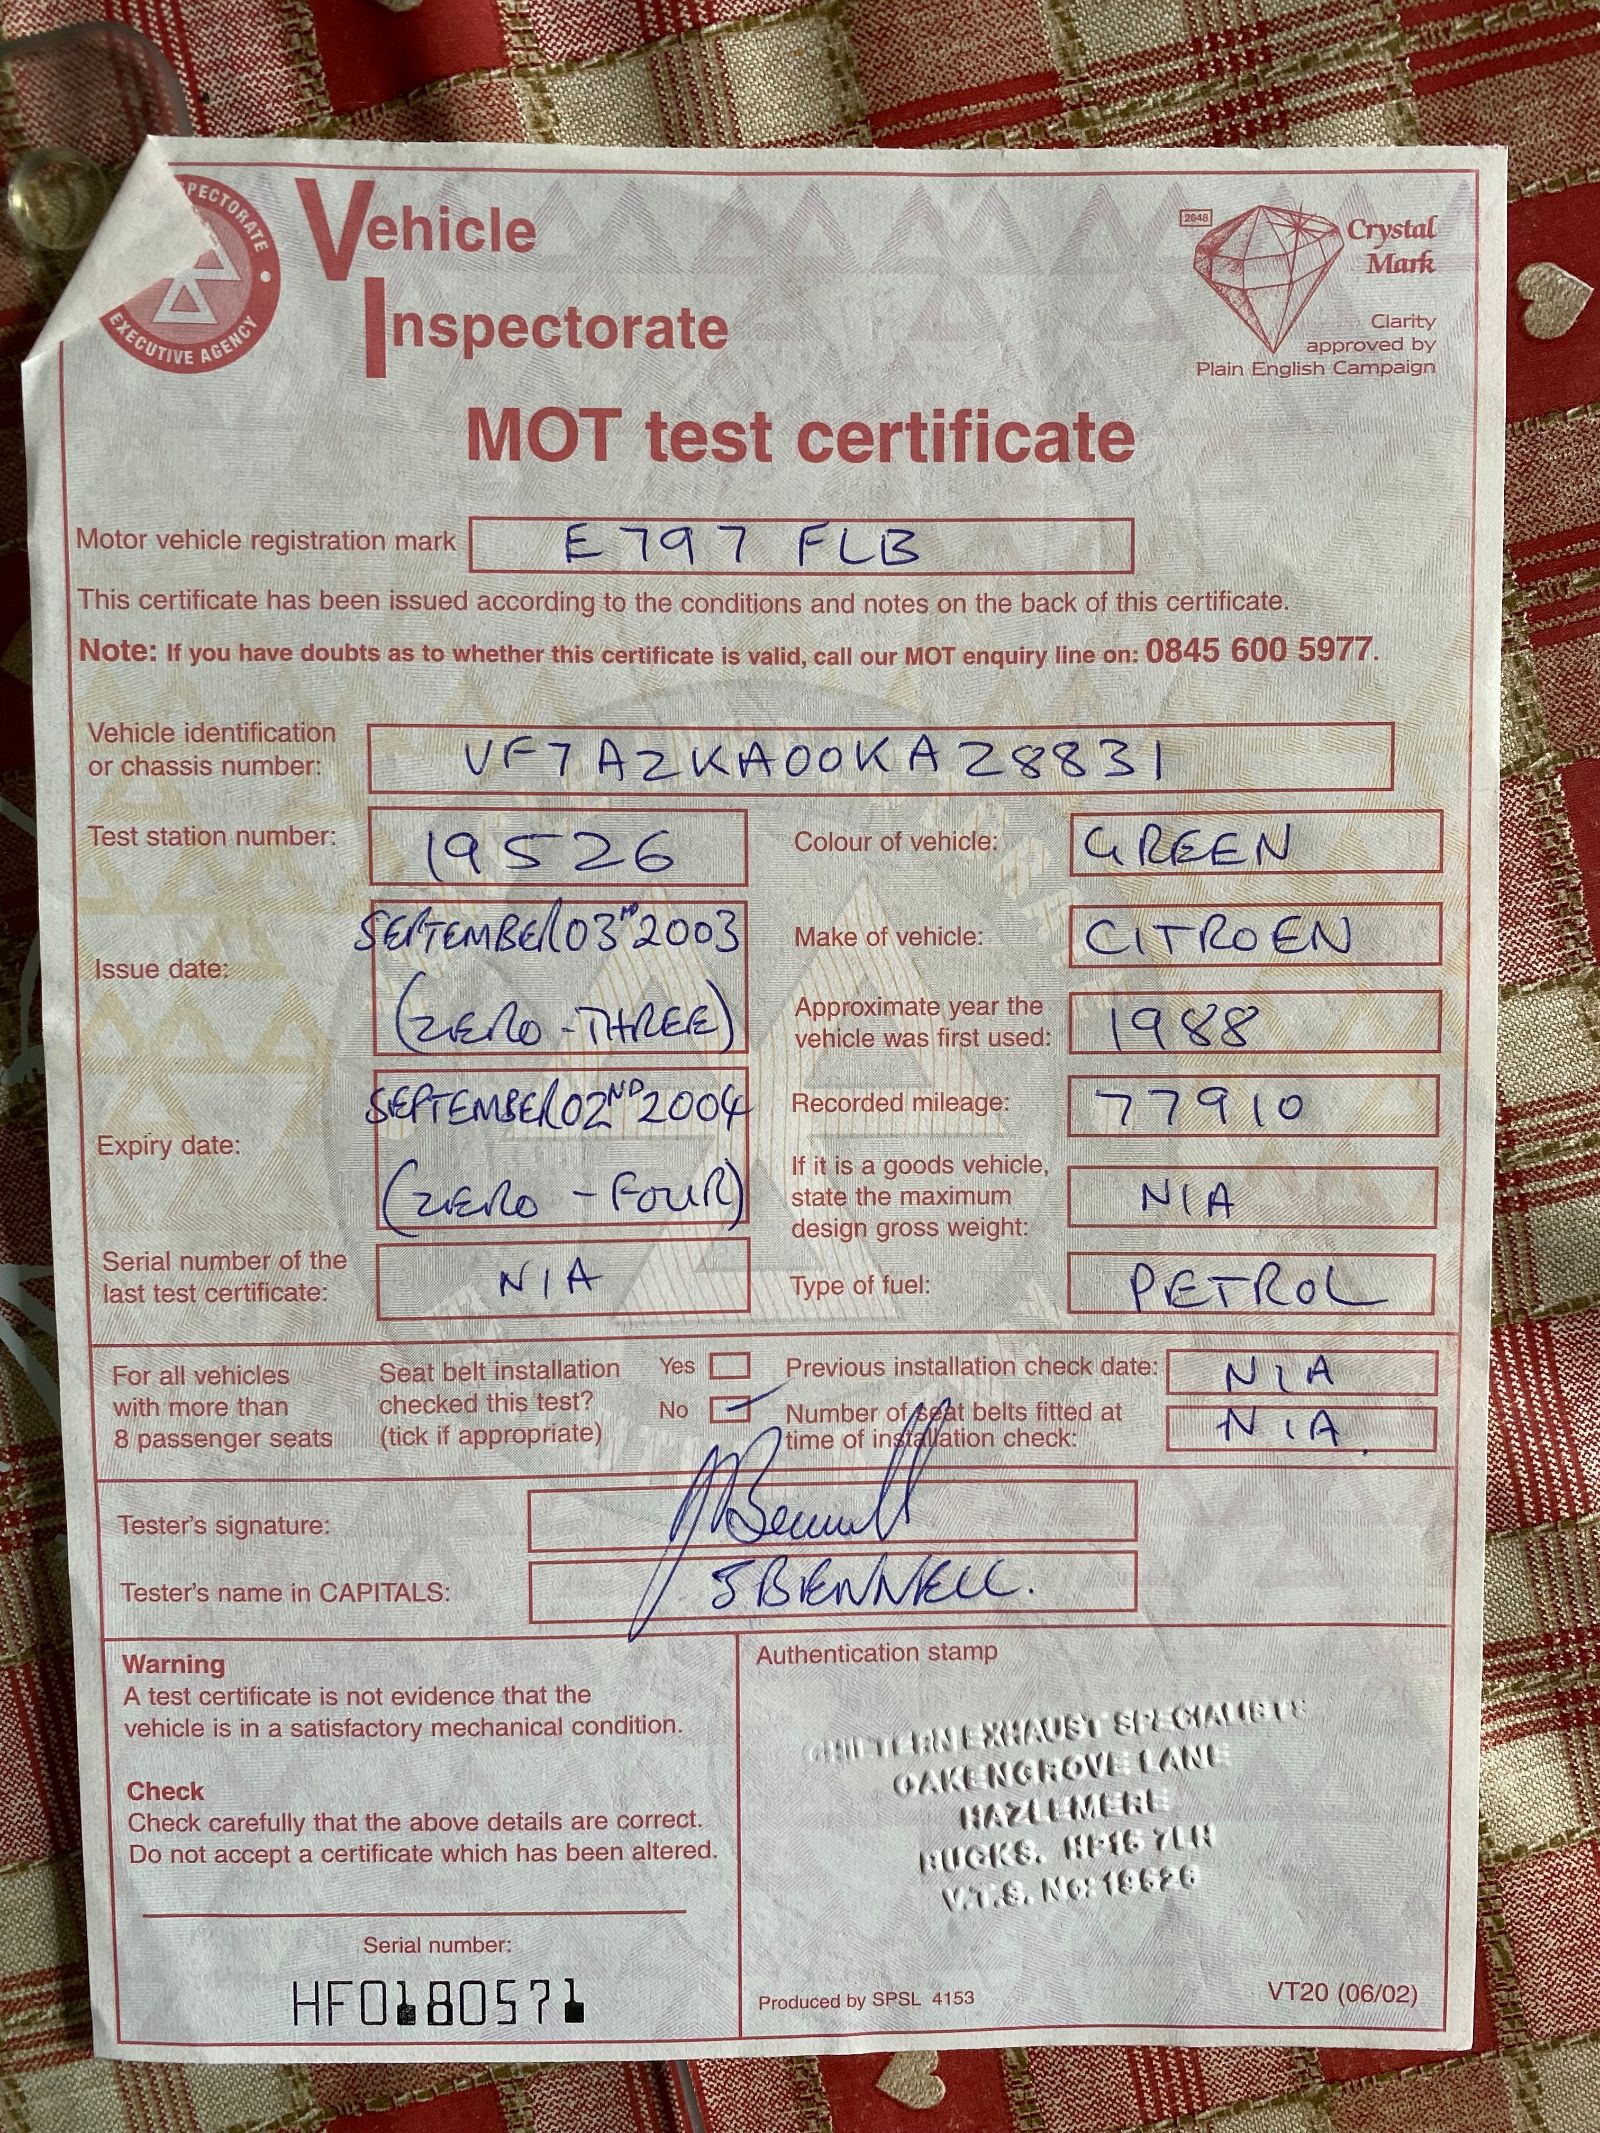 PECTORATE
EXECUTIVE AGENCY
Vehicle
Inspectorate
2848
Crystal
Mark
Clarity
approved by
Plain English Campaign
MOT test certificate
Motor vehicle registration mark E797 FLB
This certificate has been issued according to the conditions and notes on the back of this certificate.
Note: If you have doubts as to whether this certificate is valid, call our MOT enquiry line on: 0845 600 5977.
Vehicle identification
or chassis number: VF7AZKA00KA28831
Test station number: 19526
Colour of vehicle: GREEN
Issue date: SEPTEMBER 03RD 2003
(ZERO - THREE)
Make of vehicle: CITROEN
Approximate year the
vehicle was first used: 1988
Expiry date: SEPTEMBER 02ND 2004
(ZERO - FOUR)
Recorded mileage: 77910
If it is a goods vehicle,
state the maximum
design gross weight: N/A
Serial number of the
last test certificate: N/A
Type of fuel: PETROL
For all vehicles
with more than
8 passenger seats
Seat belt installation
checked this test?
(tick if appropriate)
Yes
No
Previous installation check date: N/A
Number of seat belts fitted at
time of installation check: N/A
Tester's signature: JBennell
Tester's name in CAPITALS: J BENNELL.
Warning
A test certificate is not evidence that the
vehicle is in a satisfactory mechanical condition.
Check
Check carefully that the above details are correct.
Do not accept a certificate which has been altered.
Serial number:
HF0180571
Authentication stamp
CHILTERN EXHAUST SPECIALISTS
OAKENGROVE LANE
HAZLEMERE
BUCKS. HP15 7LH
V.T.S. No: 19526
Produced by SPSL 4153
VT20 (06/02)